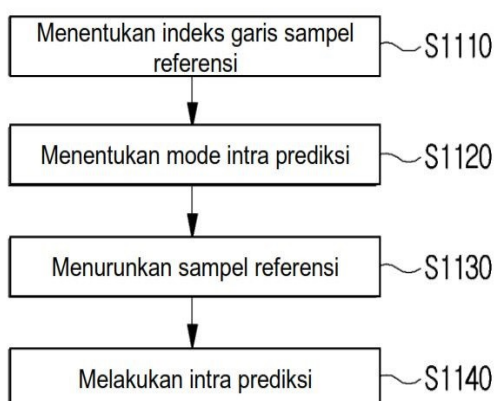 Menentukan indeks garis sampel
referensi
S1110
Menentukan mode intra prediksi
S1120
Menurunkan sampel referensi
S1130
Melakukan intra prediksi
S1140